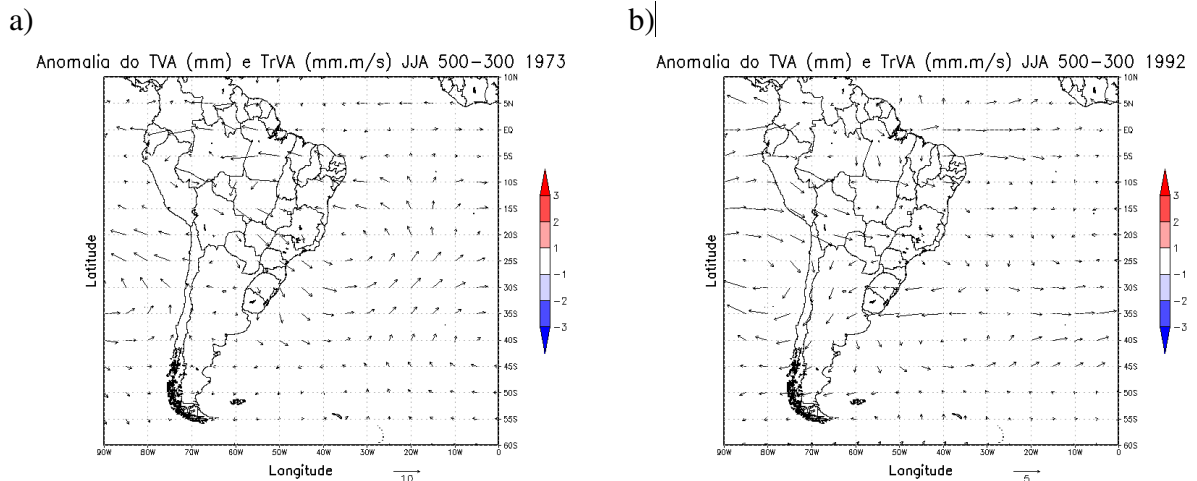 a)
Anomalia do TVA (mm) e TrVA (mm.m/s) JJA 500-300 1973
10N
5N
EQ
5S
10S
15S
20S
25S
30S
35S
40S
45S
50S
55S
60S
Latitude
90W 80W 70W 60W 50W 40W 30W 20W 10W 0
Longitude
10
3
2
1
-1
-2
-3
b)
Anomalia do TVA (mm) e TrVA (mm.m/s) JJA 500-300 1992
10N
5N
EQ
5S
10S
15S
20S
25S
30S
35S
40S
45S
50S
55S
60S
Latitude
90W 80W 70W 60W 50W 40W 30W 20W 10W 0
Longitude
5
3
2
1
-1
-2
-3